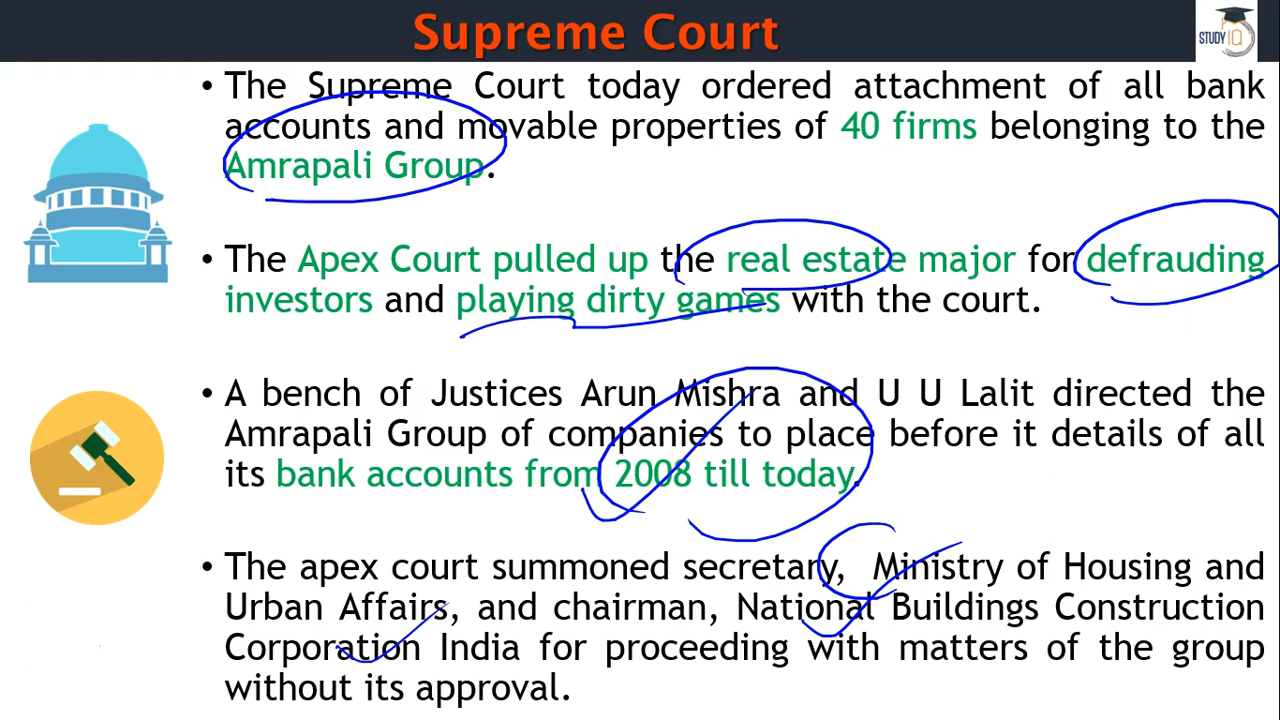 Supreme Court
STUDY IQ
• The Supreme Court today ordered attachment of all bank
accounts and movable properties of 40 firms belonging to the
Amrapali Group.
• The Apex Court pulled up the real estate major for defrauding
investors and playing dirty games with the court.
• A bench of Justices Arun Mishra and U U Lalit directed the
Amrapali Group of companies to place before it details of all
its bank accounts from 2008 till today.
• The apex court summoned secretary, Ministry of Housing and
Urban Affairs, and chairman, National Buildings Construction
Corporation India for proceeding with matters of the group
without its approval.